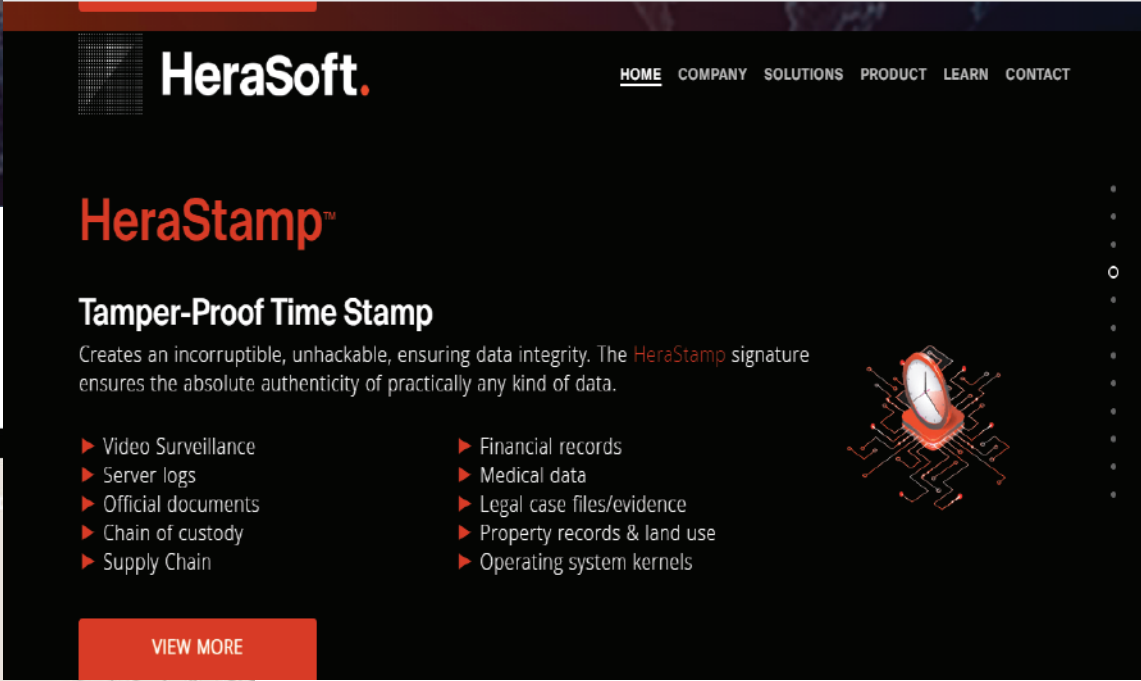 HeraSoft.
HOME COMPANY SOLUTIONS PRODUCT LEARN CONTACT
HeraStamp™
Tamper-Proof Time Stamp
Creates an incorruptible, unhackable, ensuring data integrity. The HeraStamp signature
ensures the absolute authenticity of practically any kind of data.
Video Surveillance
Server logs
Official documents
Chain of custody
Supply Chain
Financial records
Medical data
Legal case files/evidence
Property records & land use
Operating system kernels
VIEW MORE